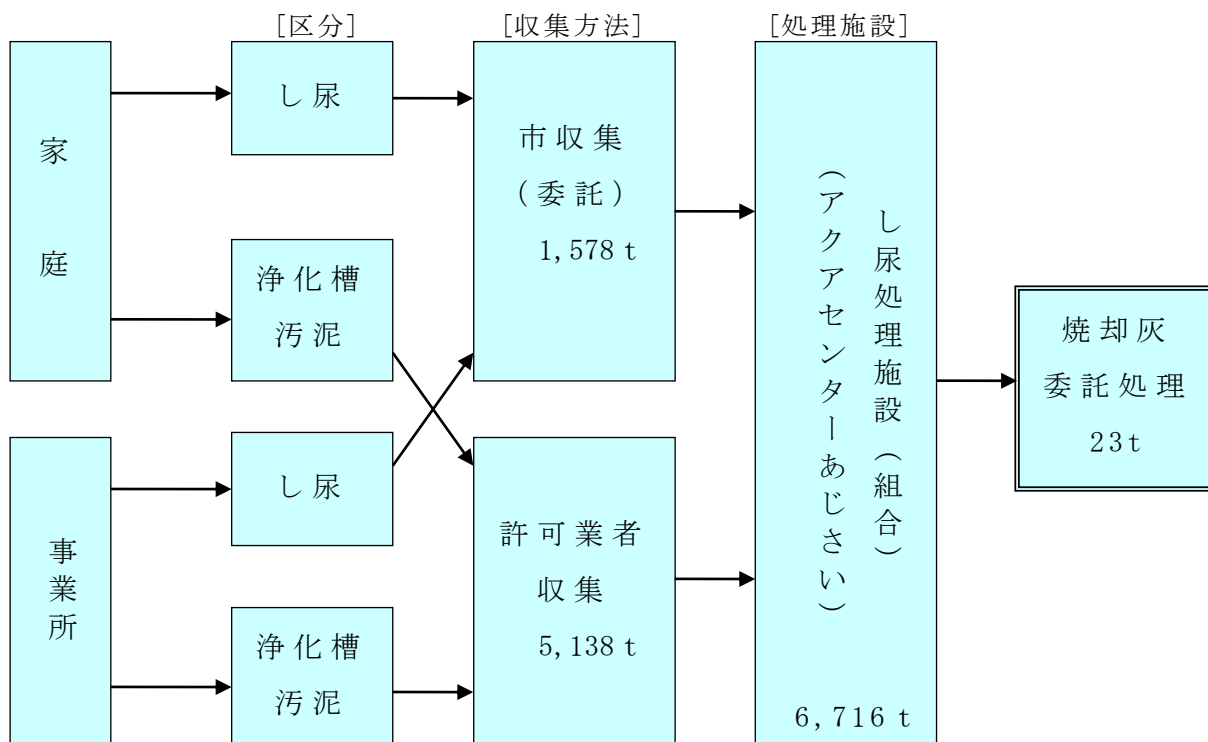 [区分]
[収集方法]
[処理施設]
家庭
し尿
浄化槽
汚泥
事業所
し尿
浄化槽
汚泥
市収集
(委託)
1,578 t
許可業者
収集
5,138 t
し尿処理施設（組合）
（アクアセンターあじさい）
6,716 t
焼却灰
委託処理
23t